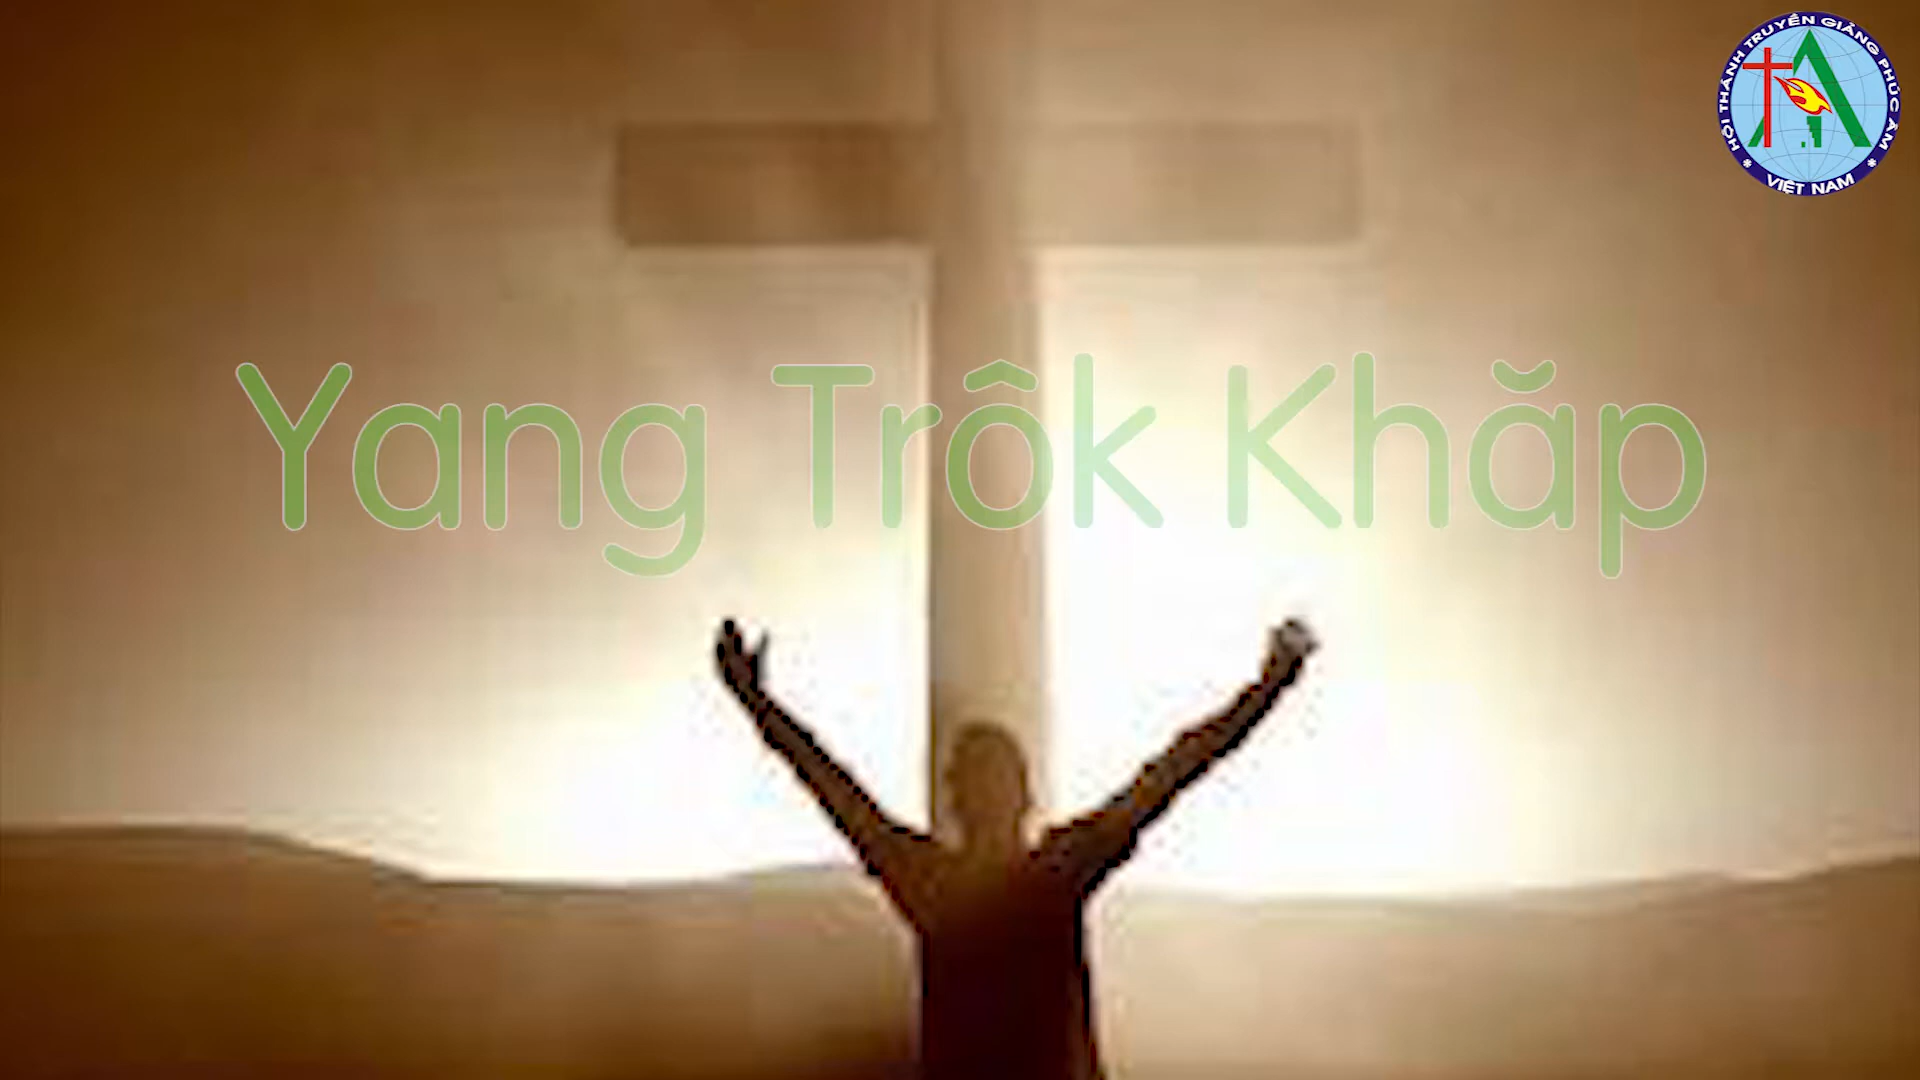 HỘI THÁNH TRUYỀN GIẢNG PHÚC ÂM
VIỆT NAM
Yang Trôk Khăp